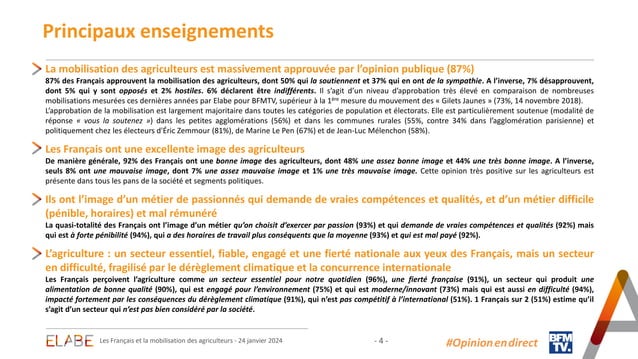 Principaux enseignements
La mobilisation des agriculteurs est massivement approuvée par l'opinion publique (87%)
87% des Français approuvent la mobilisation des agriculteurs, dont 50% qui la soutiennent et 37% qui en ont de la sympathie. A l'inverse, 7% désapprouvent,
dont 5% qui y sont opposés et 2% hostiles. 6% déclarent être indifférents. Il s'agit d'un niveau d'approbation très élevé en comparaison de nombreuses
mobilisations mesurées ces dernières années par Elabe pour BFMTV, supérieur à la 1ère mesure du mouvement des « Gilets Jaunes » (73%, 14 novembre 2018).
L'approbation de la mobilisation est largement majoritaire dans toutes les catégories de population et électorats. Elle est particulièrement soutenue (modalité de
réponse « vous la soutenez ») dans les petites agglomérations (56%) et dans les communes rurales (55%, contre 34% dans l'agglomération parisienne) et
politiquement chez les électeurs d'Éric Zemmour (81%), de Marine Le Pen (67%) et de Jean-Luc Mélenchon (58%).
Les Français ont une excellente image des agriculteurs
De manière générale, 92% des Français ont une bonne image des agriculteurs, dont 48% une assez bonne image et 44% une très bonne image. A l'inverse,
seuls 8% ont une mauvaise image, dont 7% une assez mauvaise image et 1% une très mauvaise image. Cette opinion très positive sur les agriculteurs est
présente dans tous les pans de la société et segments politiques.
Ils ont l'image d'un métier de passionnés qui demande de vraies compétences et qualités, et d'un métier difficile
(pénible, horaires) et mal rémunéré
La quasi-totalité des Français ont l'image d'un métier qu'on choisit d'exercer par passion (93%) et qui demande de vraies compétences et qualités (92%) mais
qui est à forte pénibilité (94%), qui a des horaires de travail plus conséquents que la moyenne (93%) et qui est mal payé (92%).
L'agriculture : un secteur essentiel, fiable, engagé et une fierté nationale aux yeux des Français, mais un secteur
en difficulté, fragilisé par le dérèglement climatique et la concurrence internationale
Les Français perçoivent l'agriculture comme un secteur essentiel pour notre quotidien (96%), une fierté française (91%), un secteur qui produit une
alimentation de bonne qualité (90%), qui est engagé pour l'environnement (75%) et qui est moderne/innovant (73%) mais qui est aussi en difficulté (94%),
impacté fortement par les conséquences du dérèglement climatique (91%), qui n'est pas compétitif à l'international (51%). 1 Français sur 2 (51%) estime qu'il
s'agit d'un secteur qui n'est pas bien considéré par la société.
ELABE
Les Français et la mobilisation des agriculteurs - 24 janvier 2024
- 4 -
#Opinion en direct
BFM
TV.